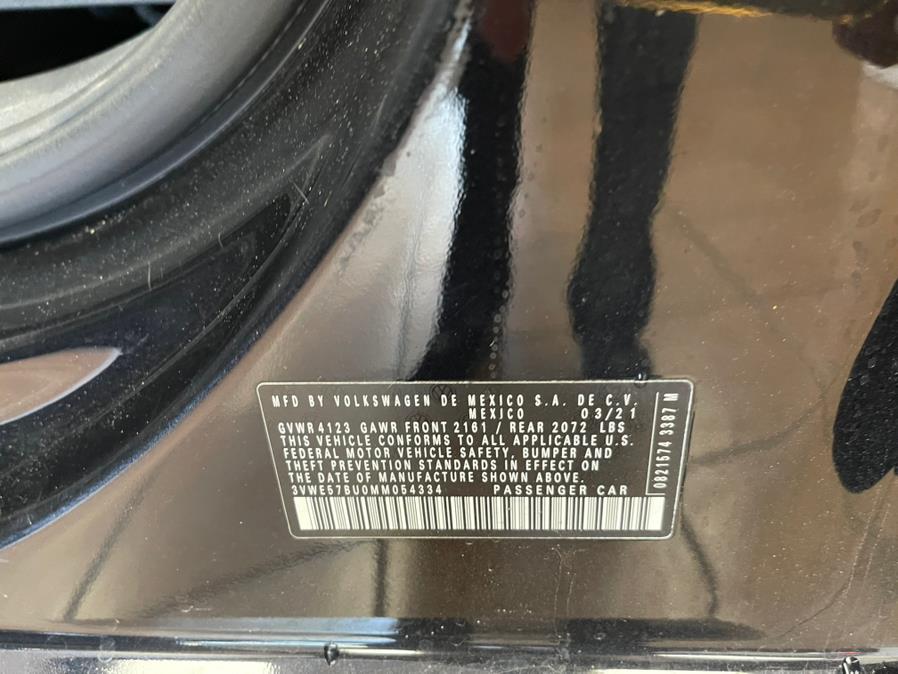 MFD BY VOLKSWAGEN DE MEXICO S.A. DE C.V.
MEXICO 03/21
GVWR 4123 GAWR FRONT 2161 / REAR 2072 LBS
THIS VEHICLE CONFORMS TO ALL APPLICABLE U.S.
FEDERAL MOTOR VEHICLE SAFETY, BUMPER AND
THEFT PREVENTION STANDARDS IN EFFECT ON
THE DATE OF MANUFACTURE SHOWN ABOVE.
3VWE57BU0MM054334 PASSENGER CAR
0821574 3387 M